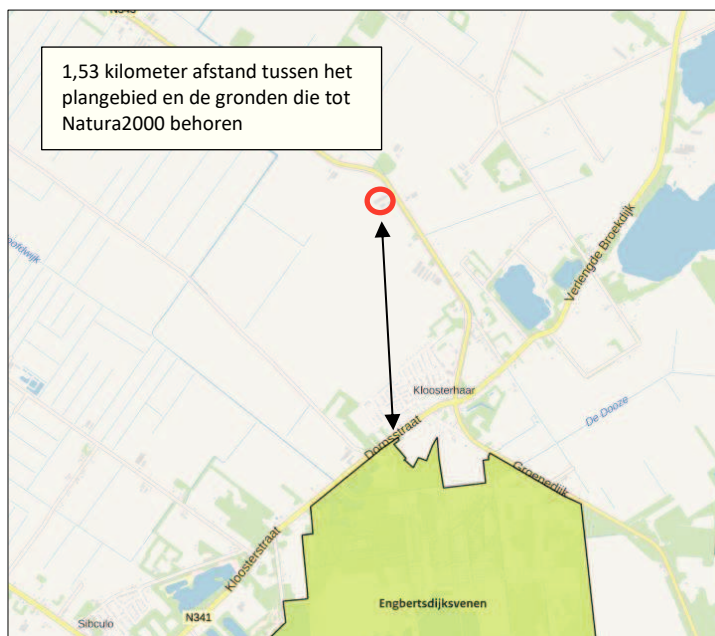 N343
1,53 kilometer afstand tussen het
plangebied en de gronden die tot
Natura2000 behoren
Verlengde Broekdijk
Kloosterhaar
De Dooze
Dorpsstraat
Groenedijk
Kloosterstraat
Engbertsdijksvenen
N341
Sibculo